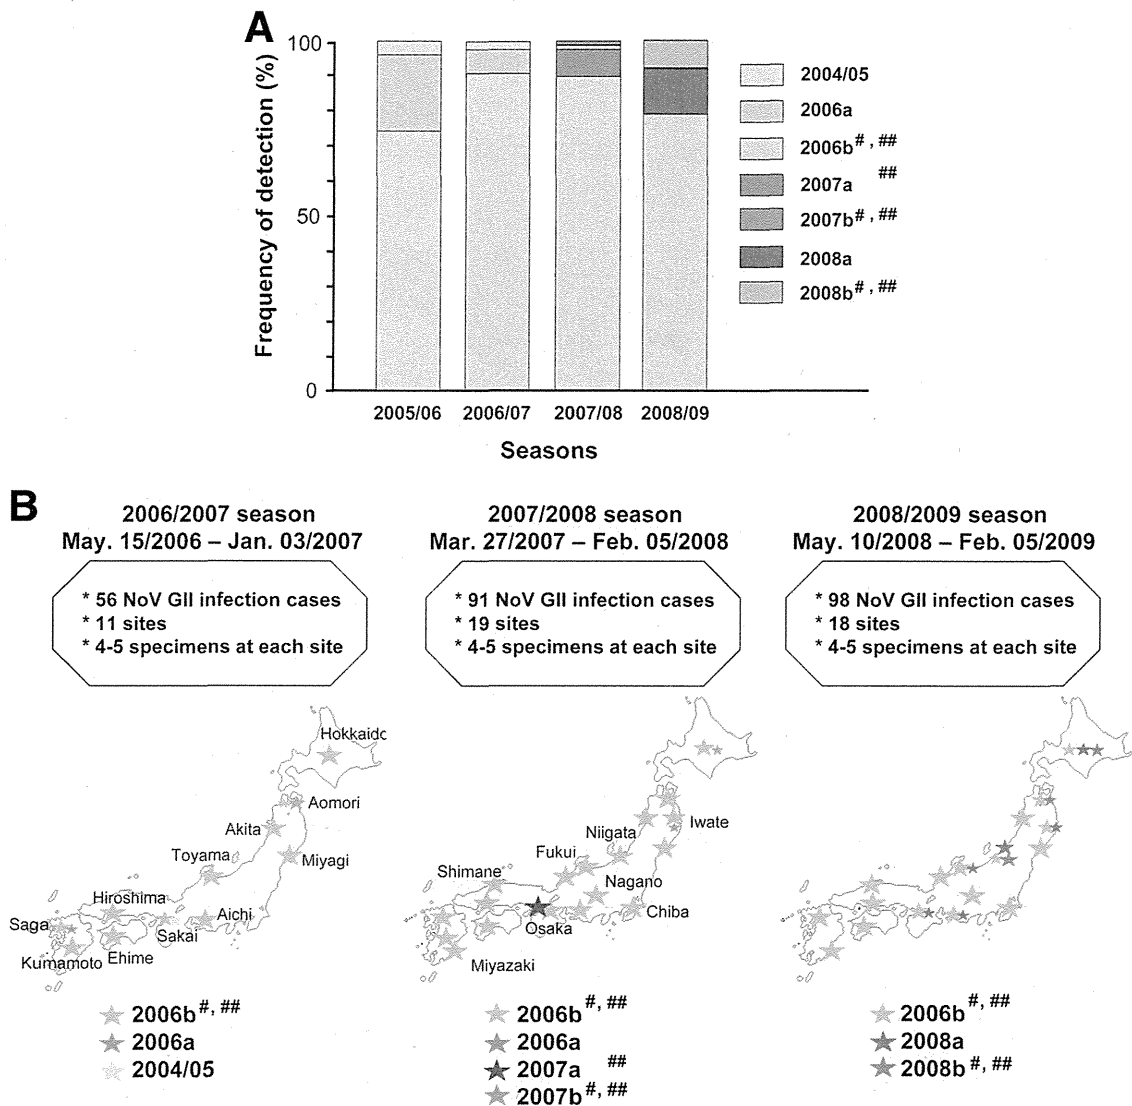 A
Frequency of detection (%)
100
50
0
2005/06 2006/07 2007/08 2008/09
Seasons
2004/05
2006a
2006b#, ##
2007a ##
2007b#, ##
2008a
2008b#, ##
B
2006/2007 season
May. 15/2006 – Jan. 03/2007
* 56 NoV GII infection cases
* 11 sites
* 4-5 specimens at each site
Hokkaido
Aomori
Akita
Toyama
Miyagi
Hiroshima
Saga
Aichi
Sakai
Kumamoto
Ehime
2006b#, ##
2006a
2004/05
2007/2008 season
Mar. 27/2007 – Feb. 05/2008
* 91 NoV GII infection cases
* 19 sites
* 4-5 specimens at each site
Iwate
Niigata
Fukui
Shimane
Nagano
Chiba
Osaka
Miyazaki
2006b#, ##
2006a
2007a ##
2007b#, ##
2008/2009 season
May. 10/2008 – Feb. 05/2009
* 98 NoV GII infection cases
* 18 sites
* 4-5 specimens at each site
2006b#, ##
2008a
2008b#, ##